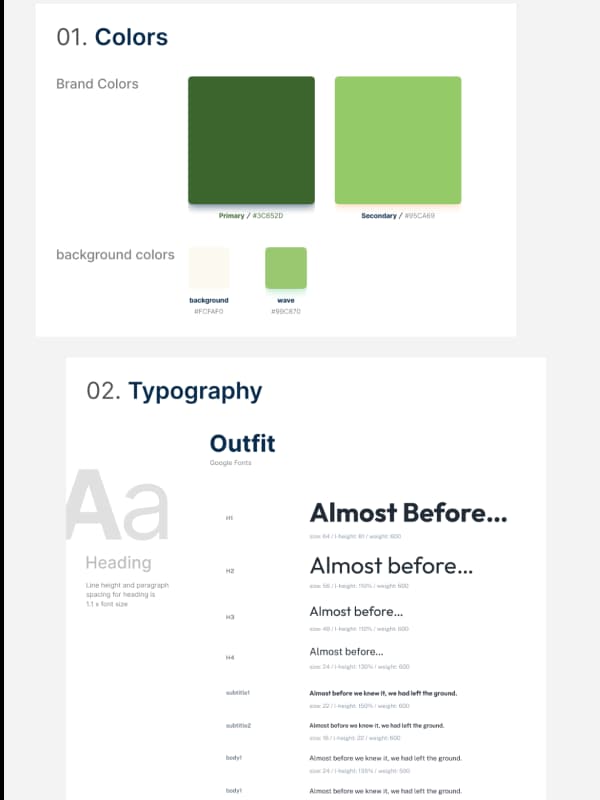 01. Colors
Brand Colors
Primary / #3C652D
Secondary / #95CA69
background colors
background
wave
#FCFAF0
#99C870
02. Typography
Outfit
Google Fonts
Aa
Heading
Line height and paragraph
spacing for heading is
1.1 x font size
H1
Almost Before...
size: 64 / l-height: 81 / weight: 600
H2
Almost before...
size: 56 / l-height: 110% / weight: 600
H3
Almost before...
size: 48 / l-height: 110% / weight: 600
H4
Almost before...
size: 24 / l-height: 130% / weight: 600
subtitle1
Almost before we knew it, we had left the ground.
size: 22 / l-height: 150% / weight: 600
subtitle2
Almost before we knew it, we had left the ground.
size: 16 / l-height: 22 / weight: 600
body1
Almost before we knew it, we had left the ground.
size: 24 / l-height: 135% / weight: 500
body1
Almost before we knew it, we had left the ground.